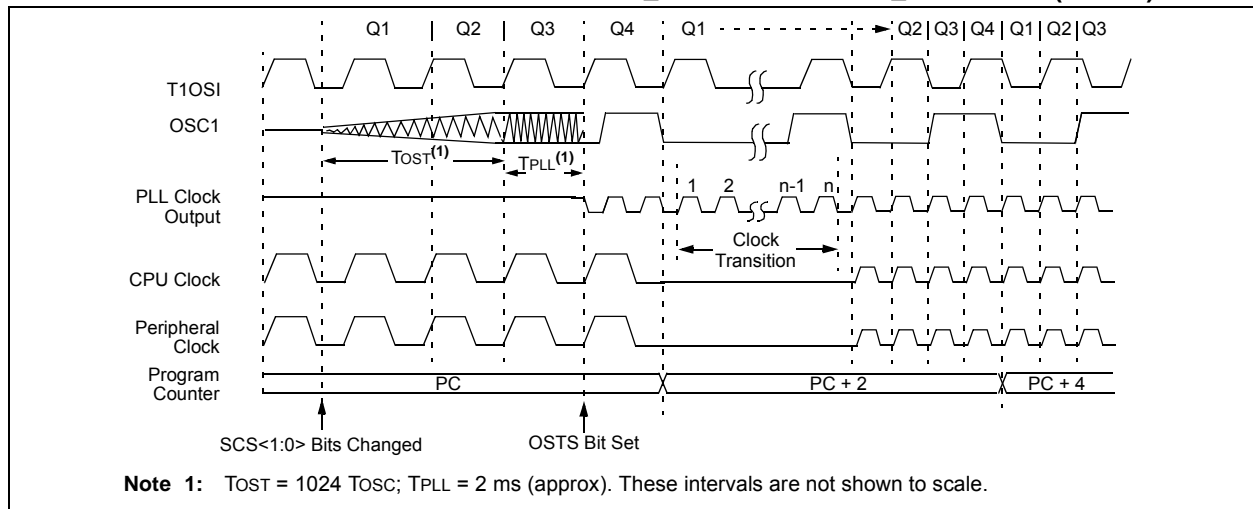 Q1 Q2 Q3 Q4 Q1 Q2 Q3 Q4 Q1 Q2 Q3
T1OSI
OSC1
TOST(1) TPLL(1)
1 2 n-1 n
PLL Clock
Output
Clock
Transition
CPU Clock
Peripheral
Clock
Program
Counter
PC PC + 2 PC + 4
SCS<1:0> Bits Changed OSTS Bit Set
Note 1: TOST = 1024 TOSC; TPLL = 2 ms (approx). These intervals are not shown to scale.